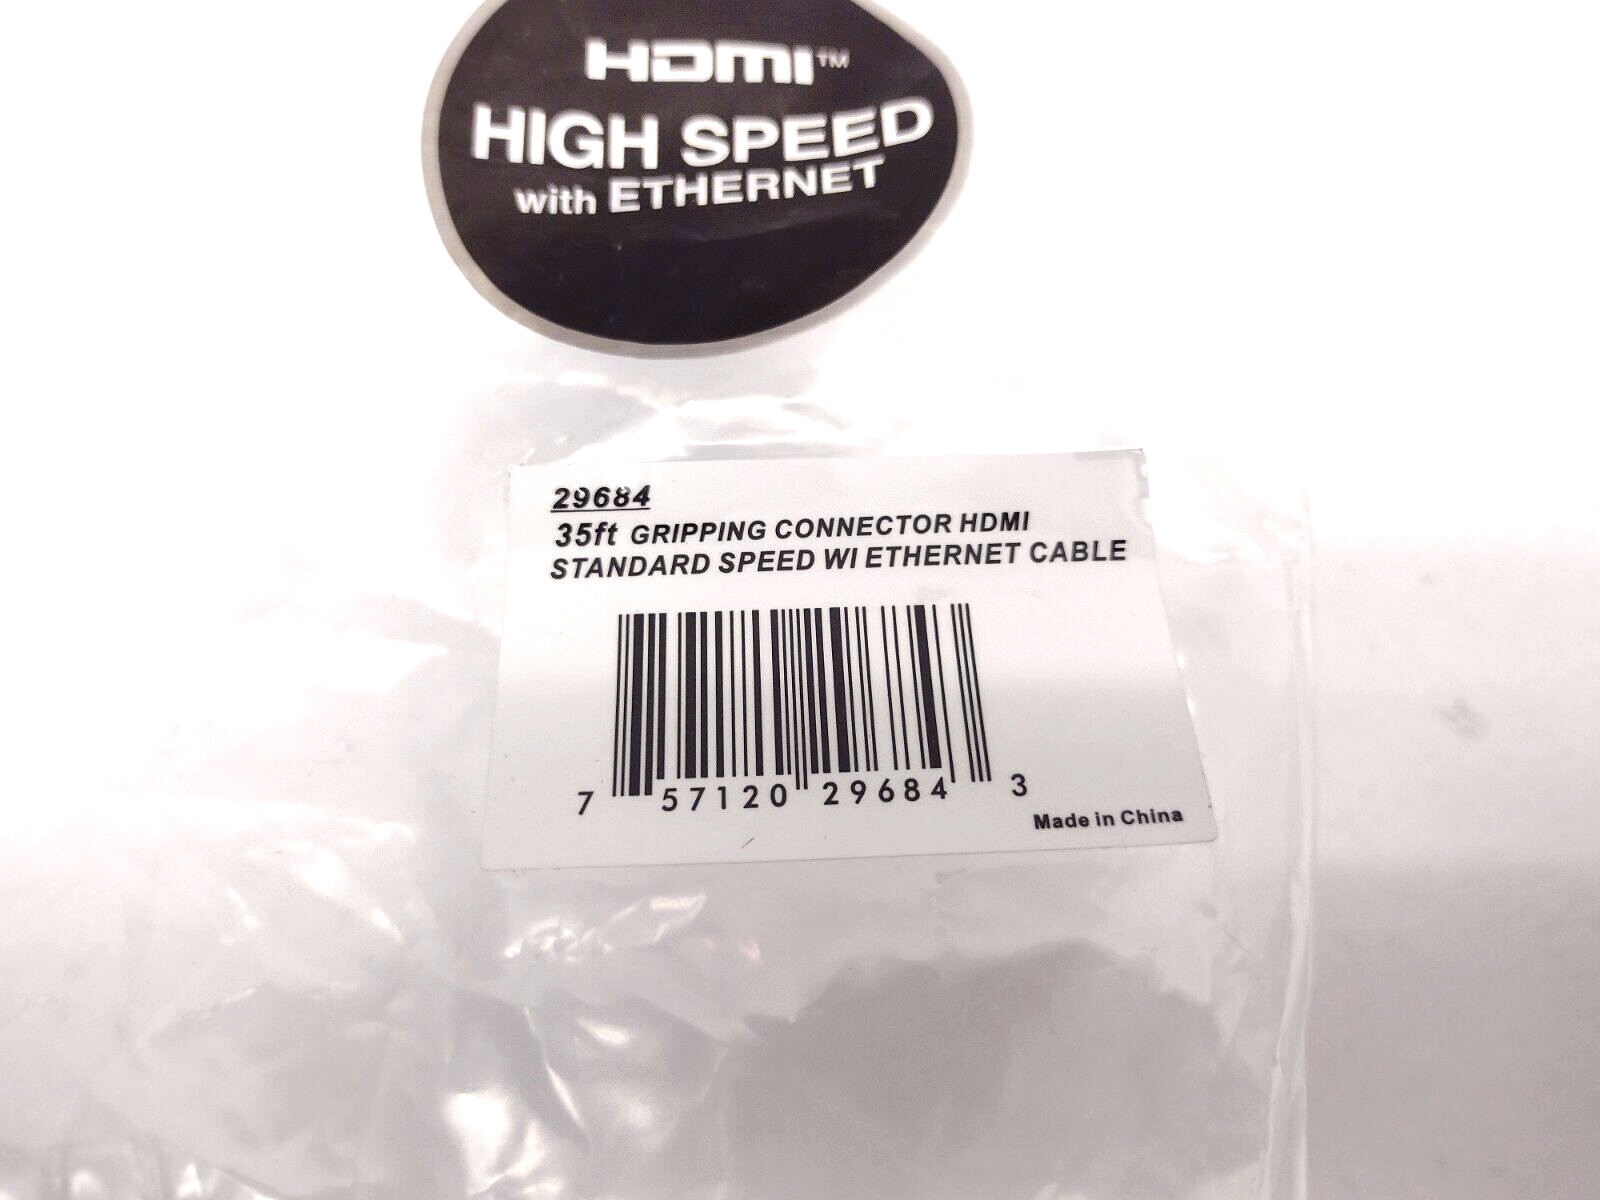 HDMI™
HIGH SPEED
with ETHERNET
29684
35ft GRIPPING CONNECTOR HDMI
STANDARD SPEED WI ETHERNET CABLE
7 57120 29684 3
Made in China